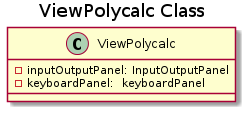 ViewPolycalc Class
C ViewPolycalc
inputOutputPanel: InputOutputPanel
keyboardPanel: keyboardPanel